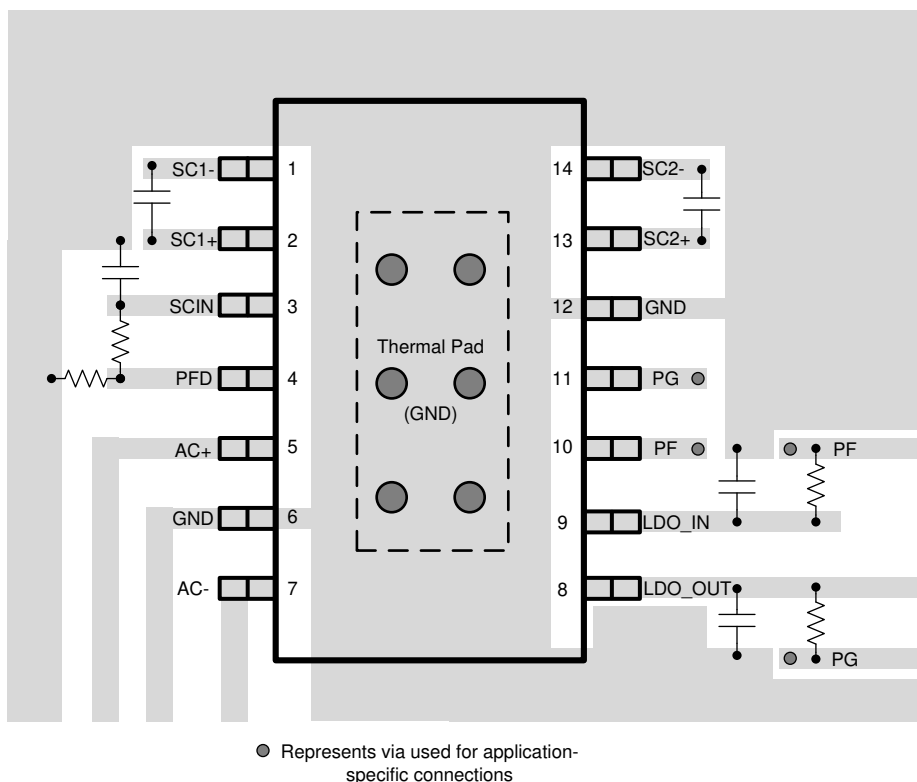 SC1- 1 14 SC2-
SC1+ 2 13 SC2+
SCIN 3 12 GND
Thermal Pad
PFD 4 11 PG
(GND)
AC+ 5 10 PF PF
GND 6 9 LDO_IN
AC- 7 8 LDO_OUT
PG
Represents via used for application-
specific connections